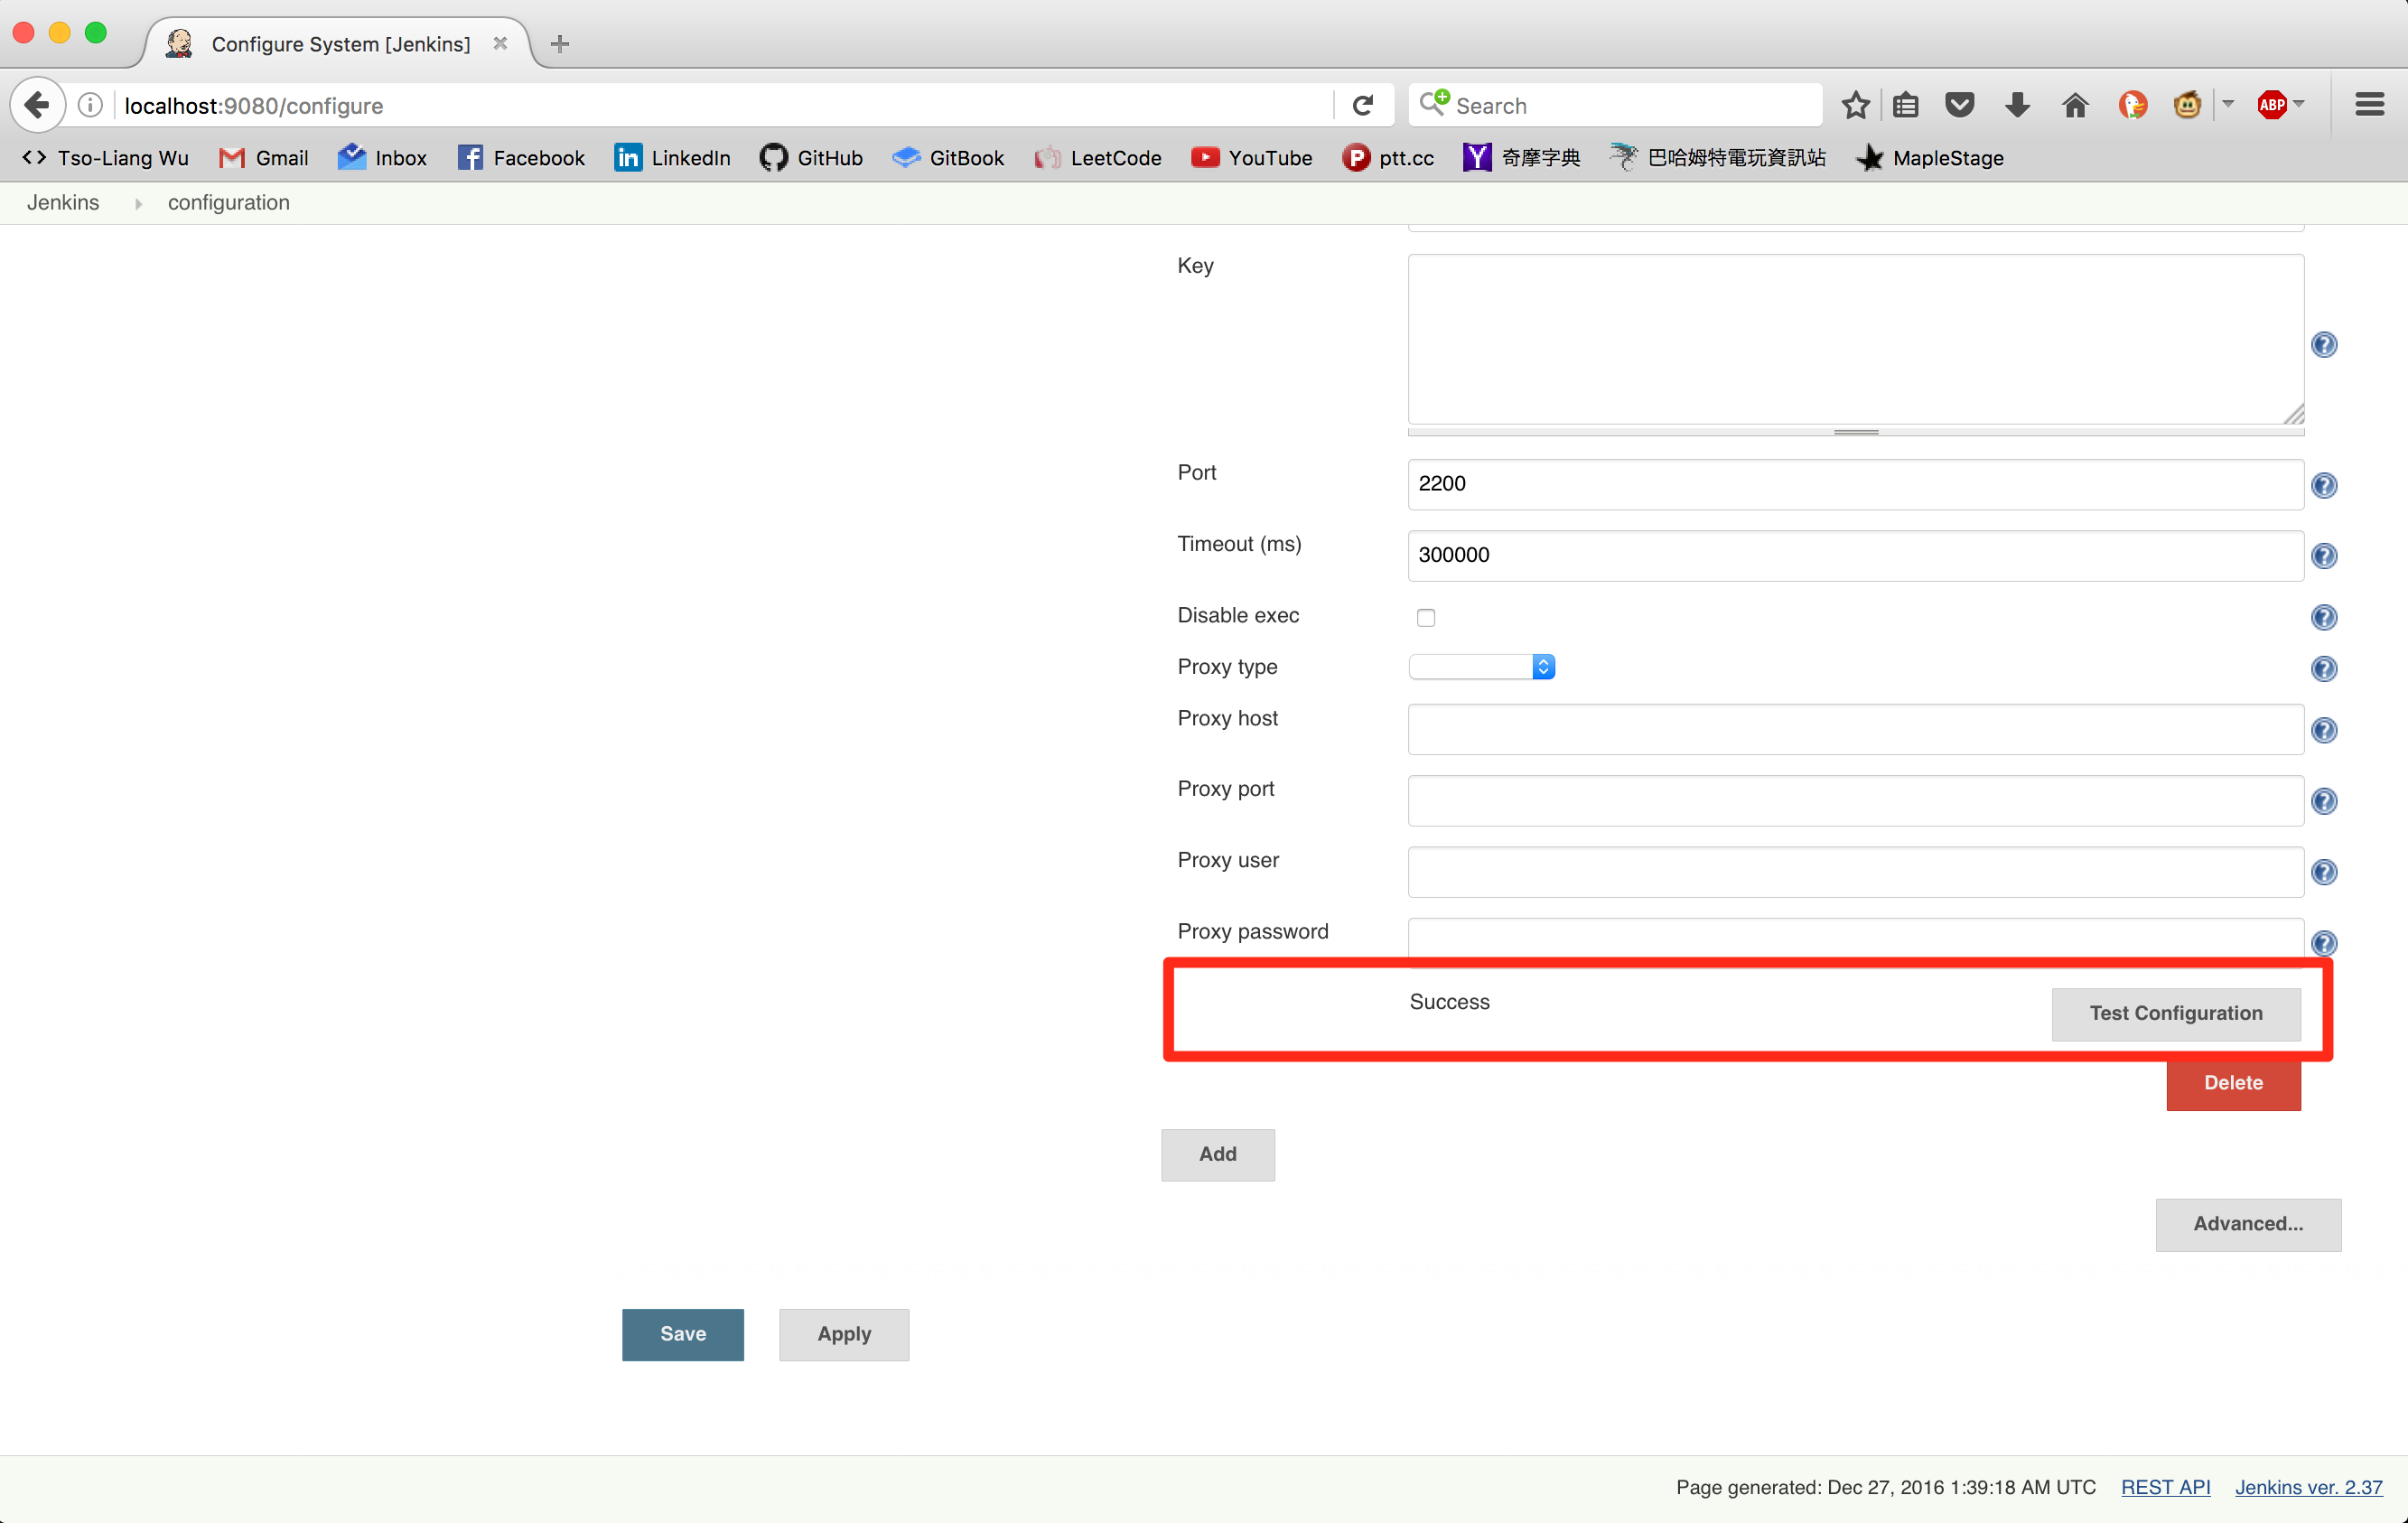 Configure System [Jenkins]
localhost:9080/configure
Search
ABP
<> Tso-Liang Wu
Gmail
Inbox
Facebook
LinkedIn
GitHub
GitBook
LeetCode
YouTube
ptt.cc
奇摩字典
巴哈姆特電玩資訊站
MapleStage
Jenkins
configuration
Key
Port
2200
Timeout (ms)
300000
Disable exec
Proxy type
Proxy host
Proxy port
Proxy user
Proxy password
Success
Test Configuration
Delete
Add
Advanced...
Save
Apply
Page generated: Dec 27, 2016 1:39:18 AM UTC
REST API
Jenkins ver. 2.37